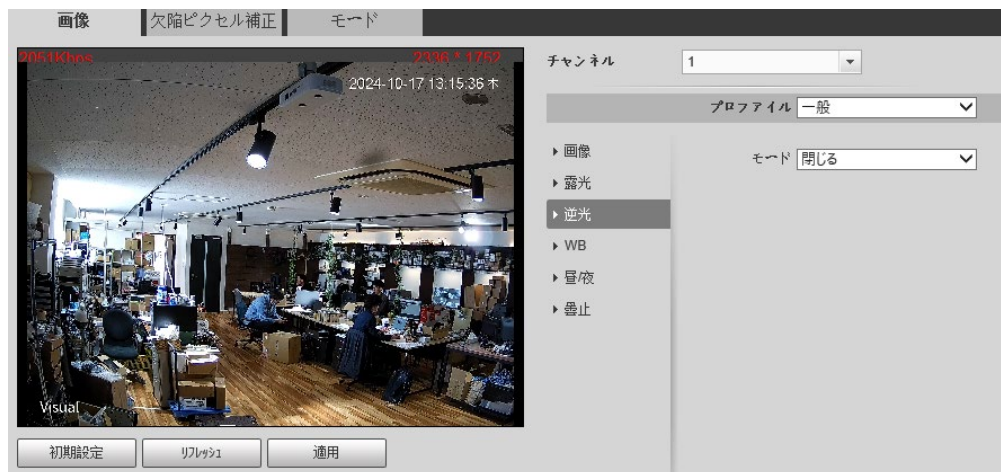 画像
欠陥ピクセル補正
モード
2051Kbps
2336 * 1752
2024-10-17 13:15:36 木
Visual
初期設定
リフレッシュ
適用
チャンネル
1
プロファイル
一般
画像
露光
逆光
WB
昼/夜
曇止
モード
閉じる